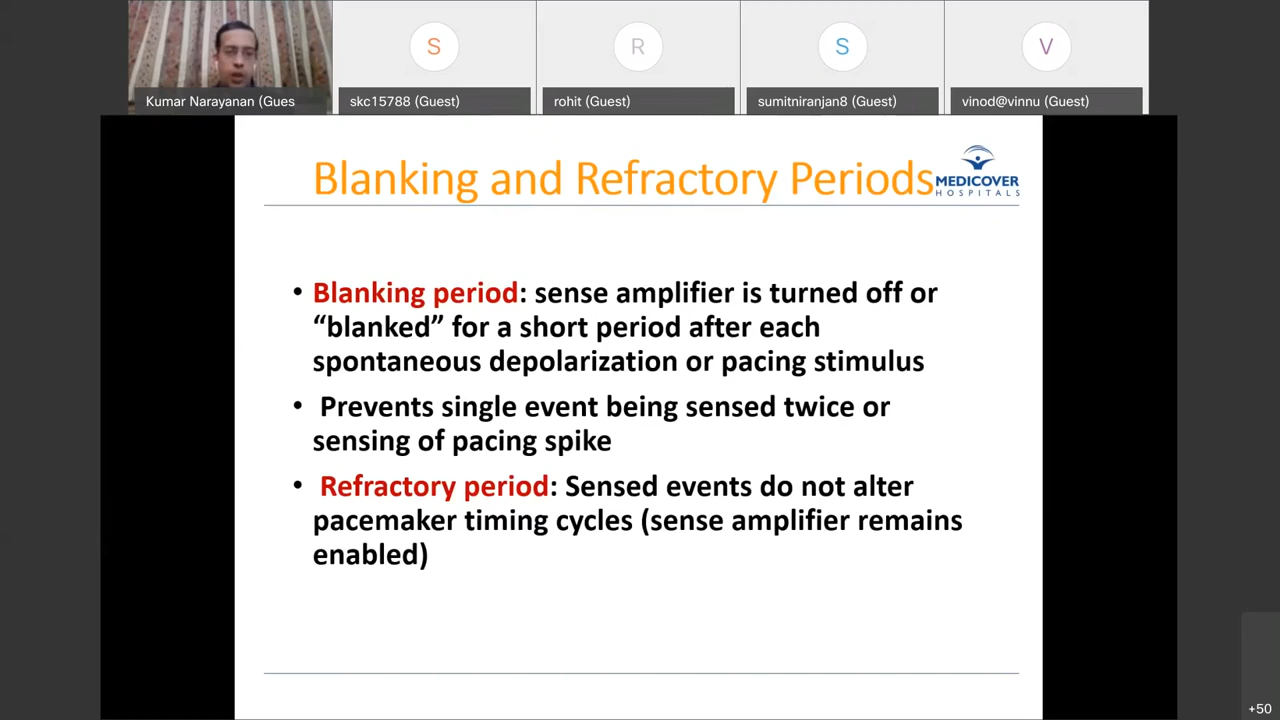 S
R
S
V
Kumar Narayanan (Gues
skc15788 (Guest)
rohit (Guest)
sumitniranjan8 (Guest)
vinod@vinnu (Guest)
Blanking and Refractory Periods
MEDICOVER
HOSPITALS
• Blanking period: sense amplifier is turned off or
“blanked” for a short period after each
spontaneous depolarization or pacing stimulus
• Prevents single event being sensed twice or
sensing of pacing spike
• Refractory period: Sensed events do not alter
pacemaker timing cycles (sense amplifier remains
enabled)
+50